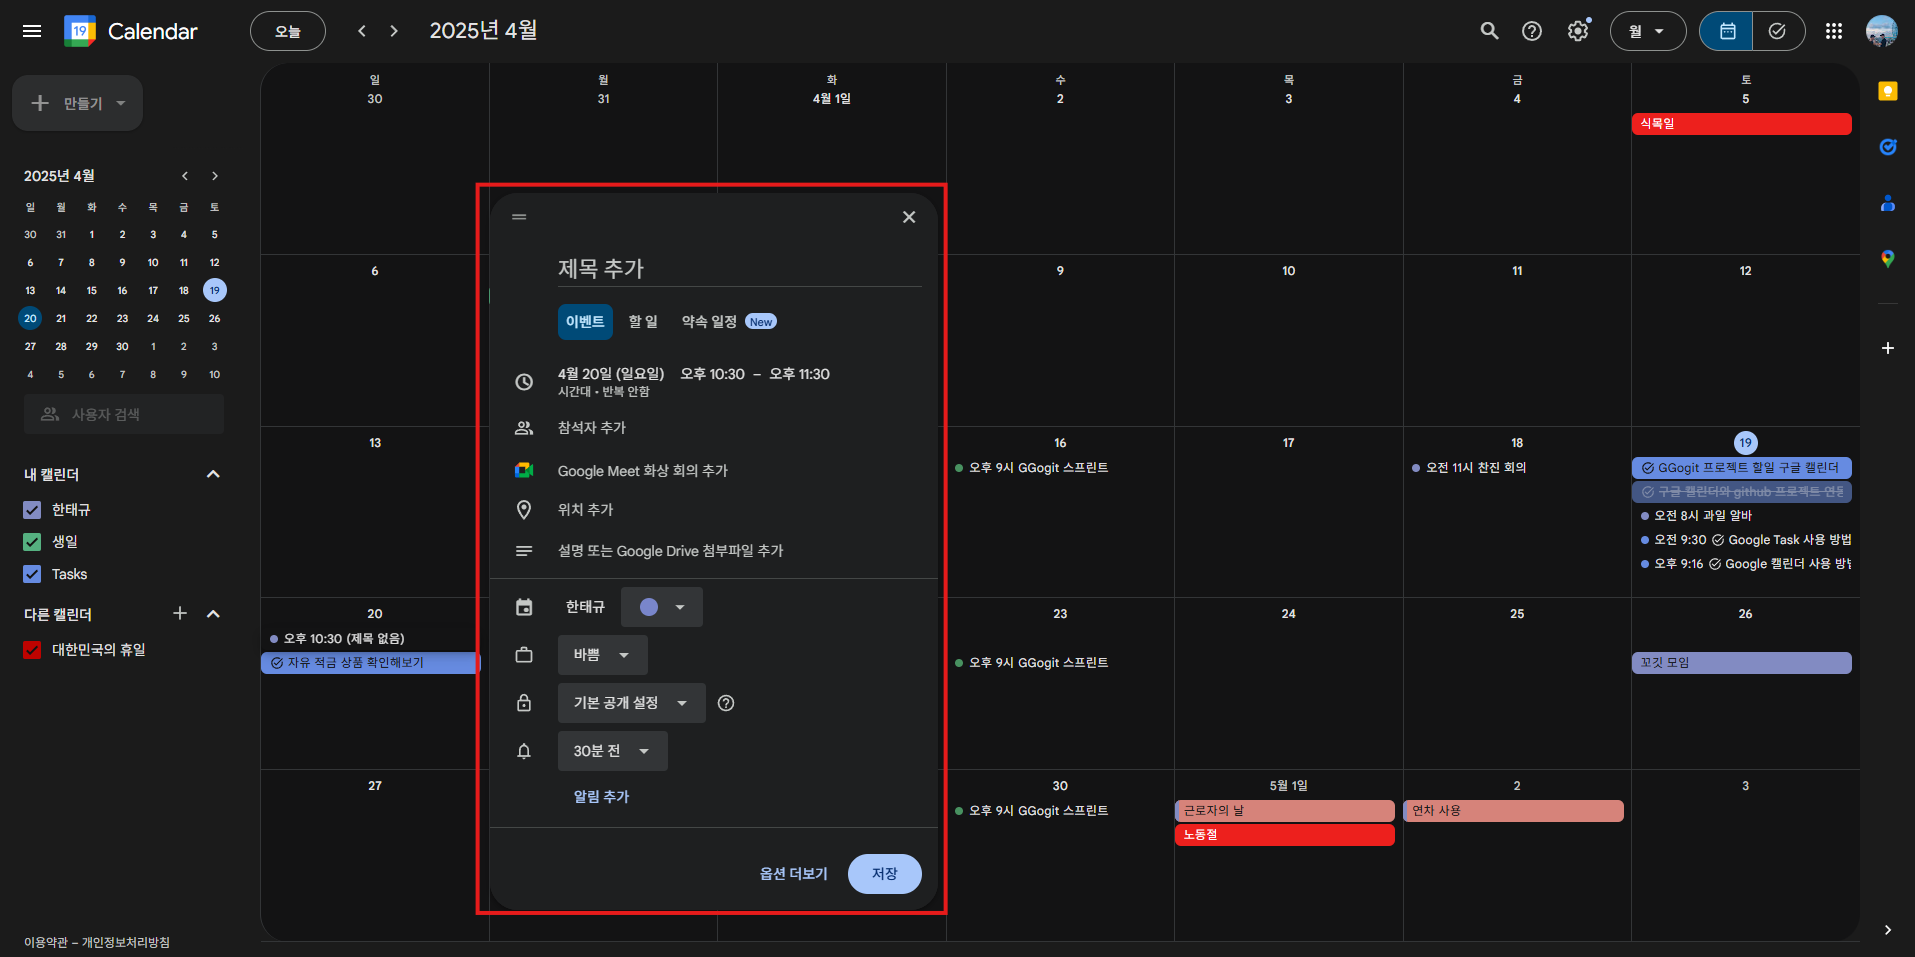 19 Calendar
오늘
2025년 4월
월
만들기
2025년 4월
일 월 화 수 목 금 토
30 31 1 2 3 4 5
6 7 8 9 10 11 12
13 14 15 16 17 18 19
20 21 22 23 24 25 26
27 28 29 30 1 2 3
4 5 6 7 8 9 10
사용자 검색
내 캘린더
한태규
생일
Tasks
다른 캘린더
대한민국의 휴일
이용약관 – 개인정보처리방침
일 월 화 수 목 금 토
30 31 4월 1일 2 3 4 5
식목일
6 9 10 11 12
13 16 17 18 19
오후 9시 GGogit 스프린트
오전 11시 찬진 회의
GGogit 프로젝트 할일 구글 캘린더
구글 캘린더와 github 프로젝트 연동
오전 8시 과일 알바
오전 9:30 Google Task 사용 방법
오후 9:16 Google 캘린더 사용 방법
20 23 24 25 26
오후 10:30 (제목 없음)
자유 적금 상품 확인해보기
오후 9시 GGogit 스프린트
꼬깃 모임
27 30 5월 1일 2 3
오후 9시 GGogit 스프린트
근로자의 날
노동절
연차 사용
제목 추가
이벤트 할 일 약속 일정 New
4월 20일 (일요일) 오후 10:30 – 오후 11:30
시간대 • 반복 안함
참석자 추가
Google Meet 화상 회의 추가
위치 추가
설명 또는 Google Drive 첨부파일 추가
한태규
바쁨
기본 공개 설정
30분 전
알림 추가
옵션 더보기 저장